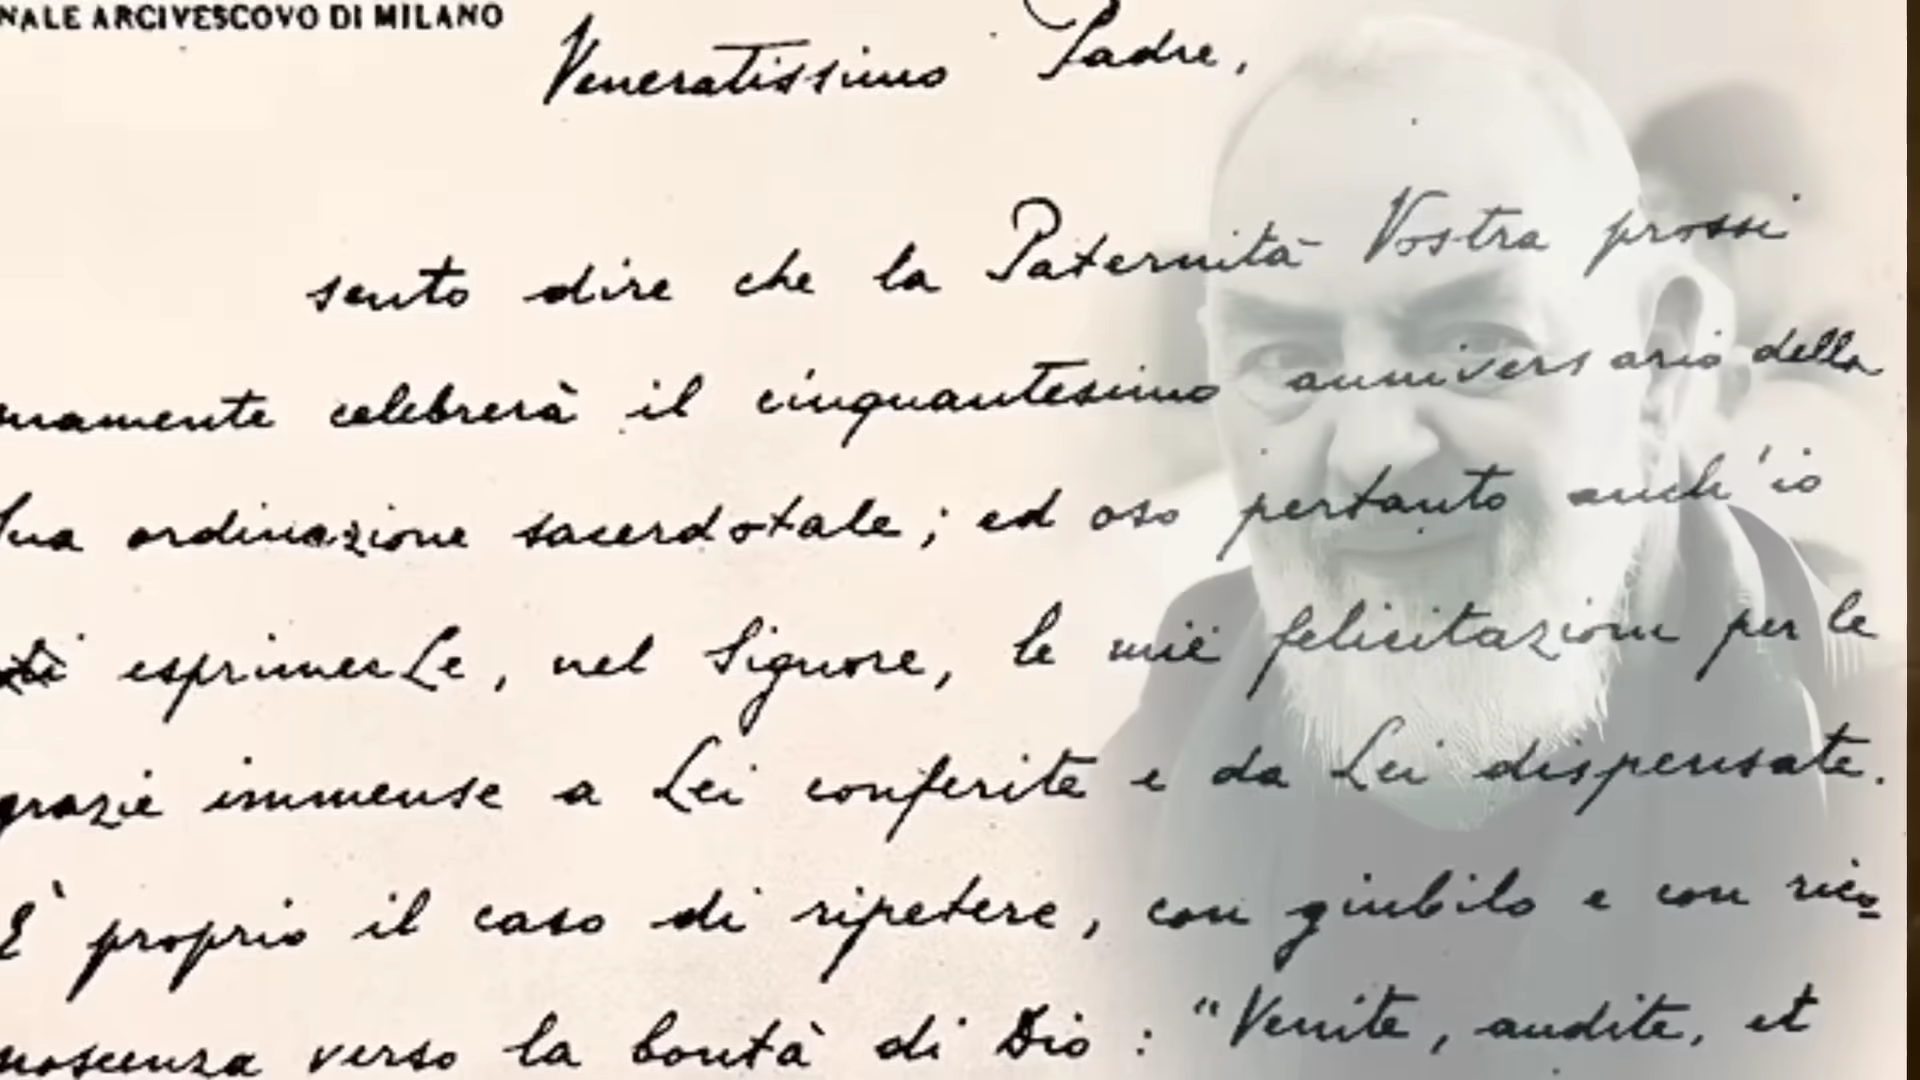 NALE ARCIVESCOVO DI MILANO
Veneratissimo Padre,
sento dire che la Paternità Vostra prossi
mamente celebrerà il cinquantesimo anniversario della
Sua ordinazione sacerdotale; ed oso pertanto anch'io
esprimerLe, nel Signore, le mie felicitazioni per le
grazie immense a Lei conferite e da Lei dispensate.
È proprio il caso di ripetere, con giubilo e con rico
noscenza verso la bontà di Dio: "Venite, audite, et